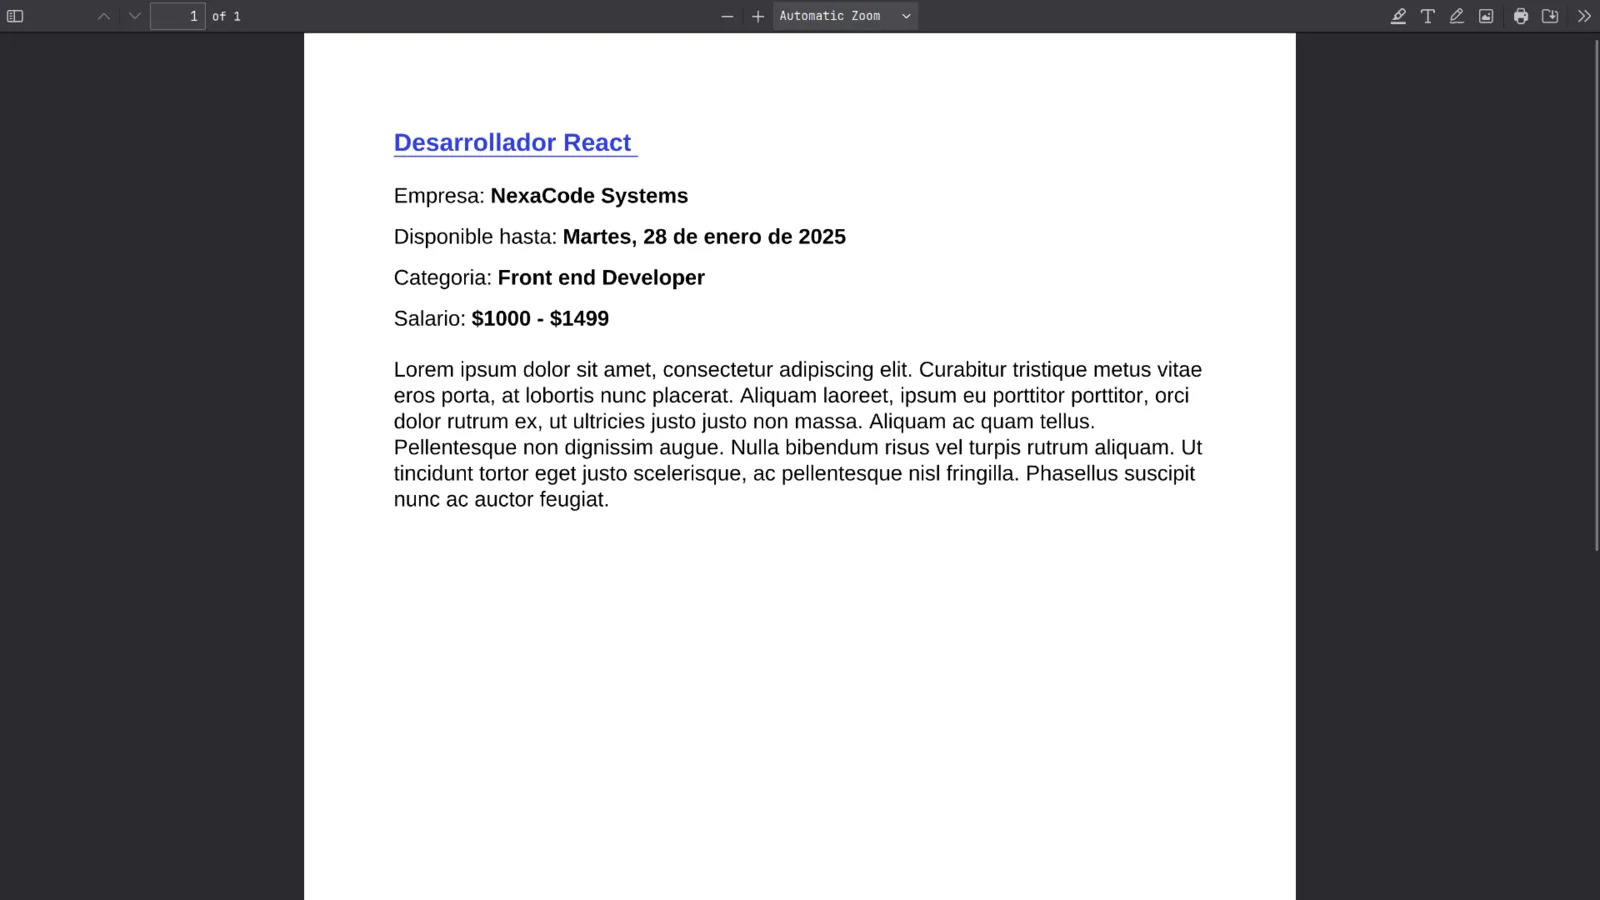 1 of 1 Automatic Zoom
Desarrollador React
Empresa: NexaCode Systems
Disponible hasta: Martes, 28 de enero de 2025
Categoria: Front end Developer
Salario: $1000 - $1499
Lorem ipsum dolor sit amet, consectetur adipiscing elit. Curabitur tristique metus vitae
eros porta, at lobortis nunc placerat. Aliquam laoreet, ipsum eu porttitor porttitor, orci
dolor rutrum ex, ut ultricies justo justo non massa. Aliquam ac quam tellus.
Pellentesque non dignissim augue. Nulla bibendum risus vel turpis rutrum aliquam. Ut
tincidunt tortor eget justo scelerisque, ac pellentesque nisl fringilla. Phasellus suscipit
nunc ac auctor feugiat.